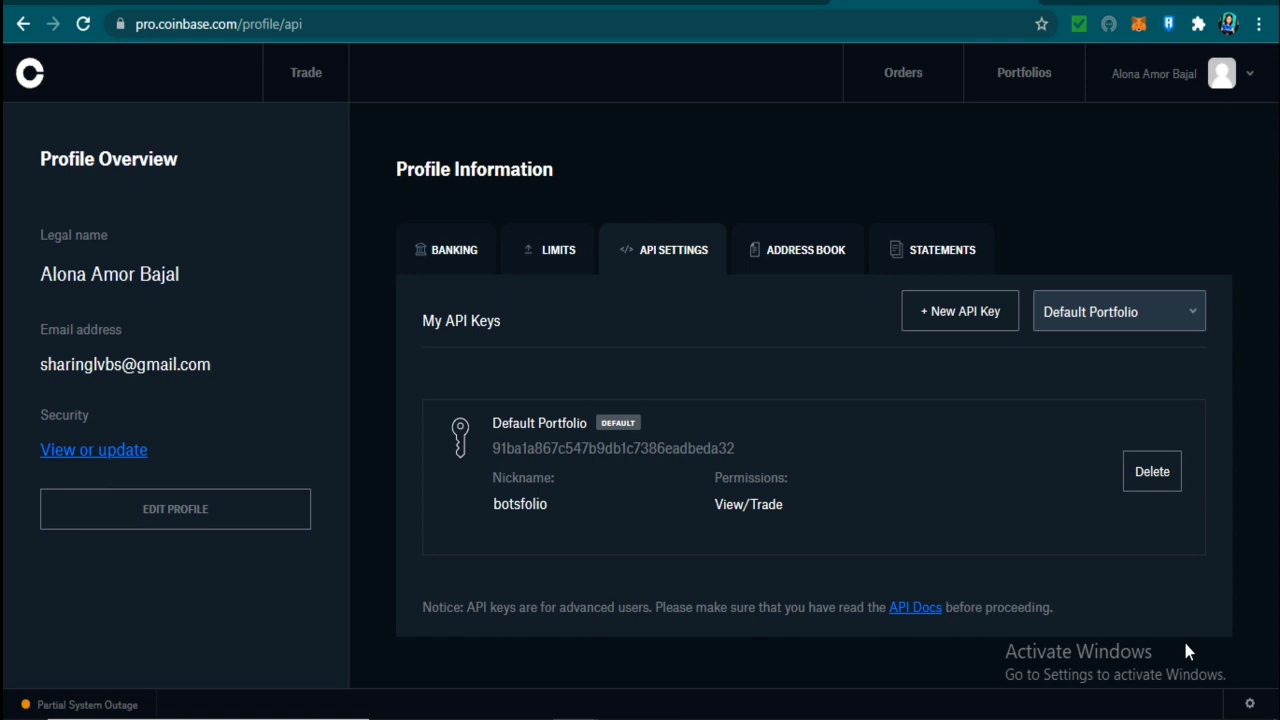 pro.coinbase.com/profile/api
Trade
Orders
Portfolios
Alona Amor Bajal
Profile Overview
Legal name
Alona Amor Bajal
Email address
sharinglvbs@gmail.com
Security
View or update
EDIT PROFILE
Profile Information
BANKING
LIMITS
</> API SETTINGS
ADDRESS BOOK
STATEMENTS
My API Keys
+ New API Key
Default Portfolio
Default Portfolio DEFAULT
91ba1a867c547b9db1c7386eadbeda32
Nickname:
Permissions:
botsfolio
View/Trade
Delete
Notice: API keys are for advanced users. Please make sure that you have read the API Docs before proceeding.
Activate Windows
Go to Settings to activate Windows.
Partial System Outage